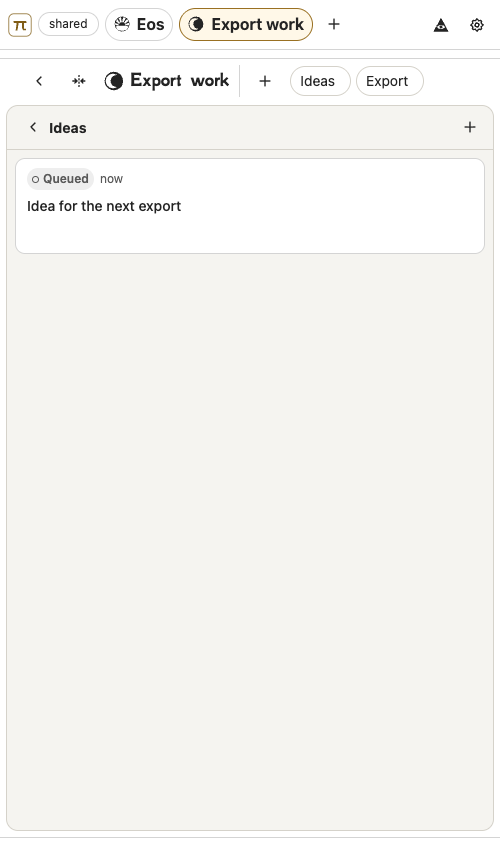 π shared Eos Export work
Export work Ideas Export
Ideas
Queued now
Idea for the next export